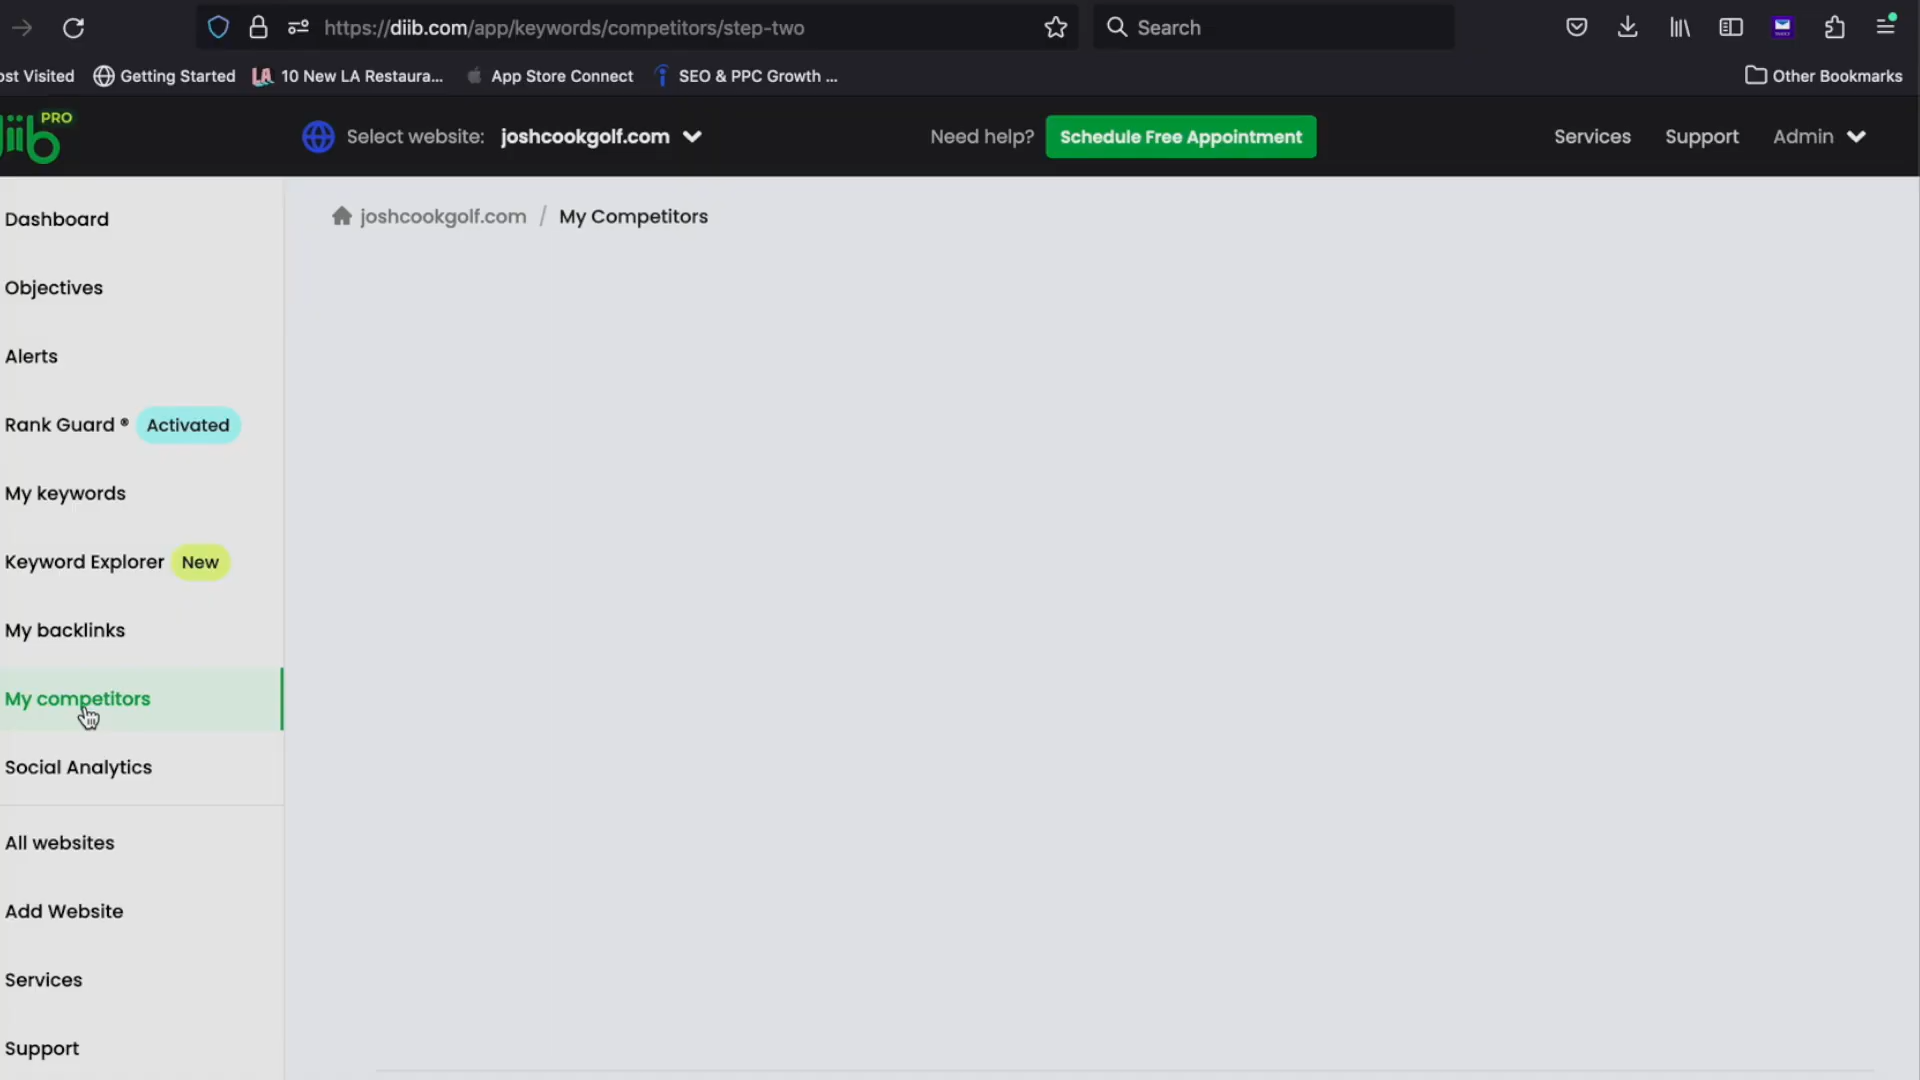 https://diib.com/app/keywords/competitors/step-two
Search
ost Visited
Getting Started
LA 10 New LA Restaura...
App Store Connect
SEO & PPC Growth ...
Other Bookmarks
diib PRO
Select website: joshcookgolf.com
Need help?
Schedule Free Appointment
Services
Support
Admin
joshcookgolf.com / My Competitors
Dashboard
Objectives
Alerts
Rank Guard ® Activated
My keywords
Keyword Explorer New
My backlinks
My competitors
Social Analytics
All websites
Add Website
Services
Support